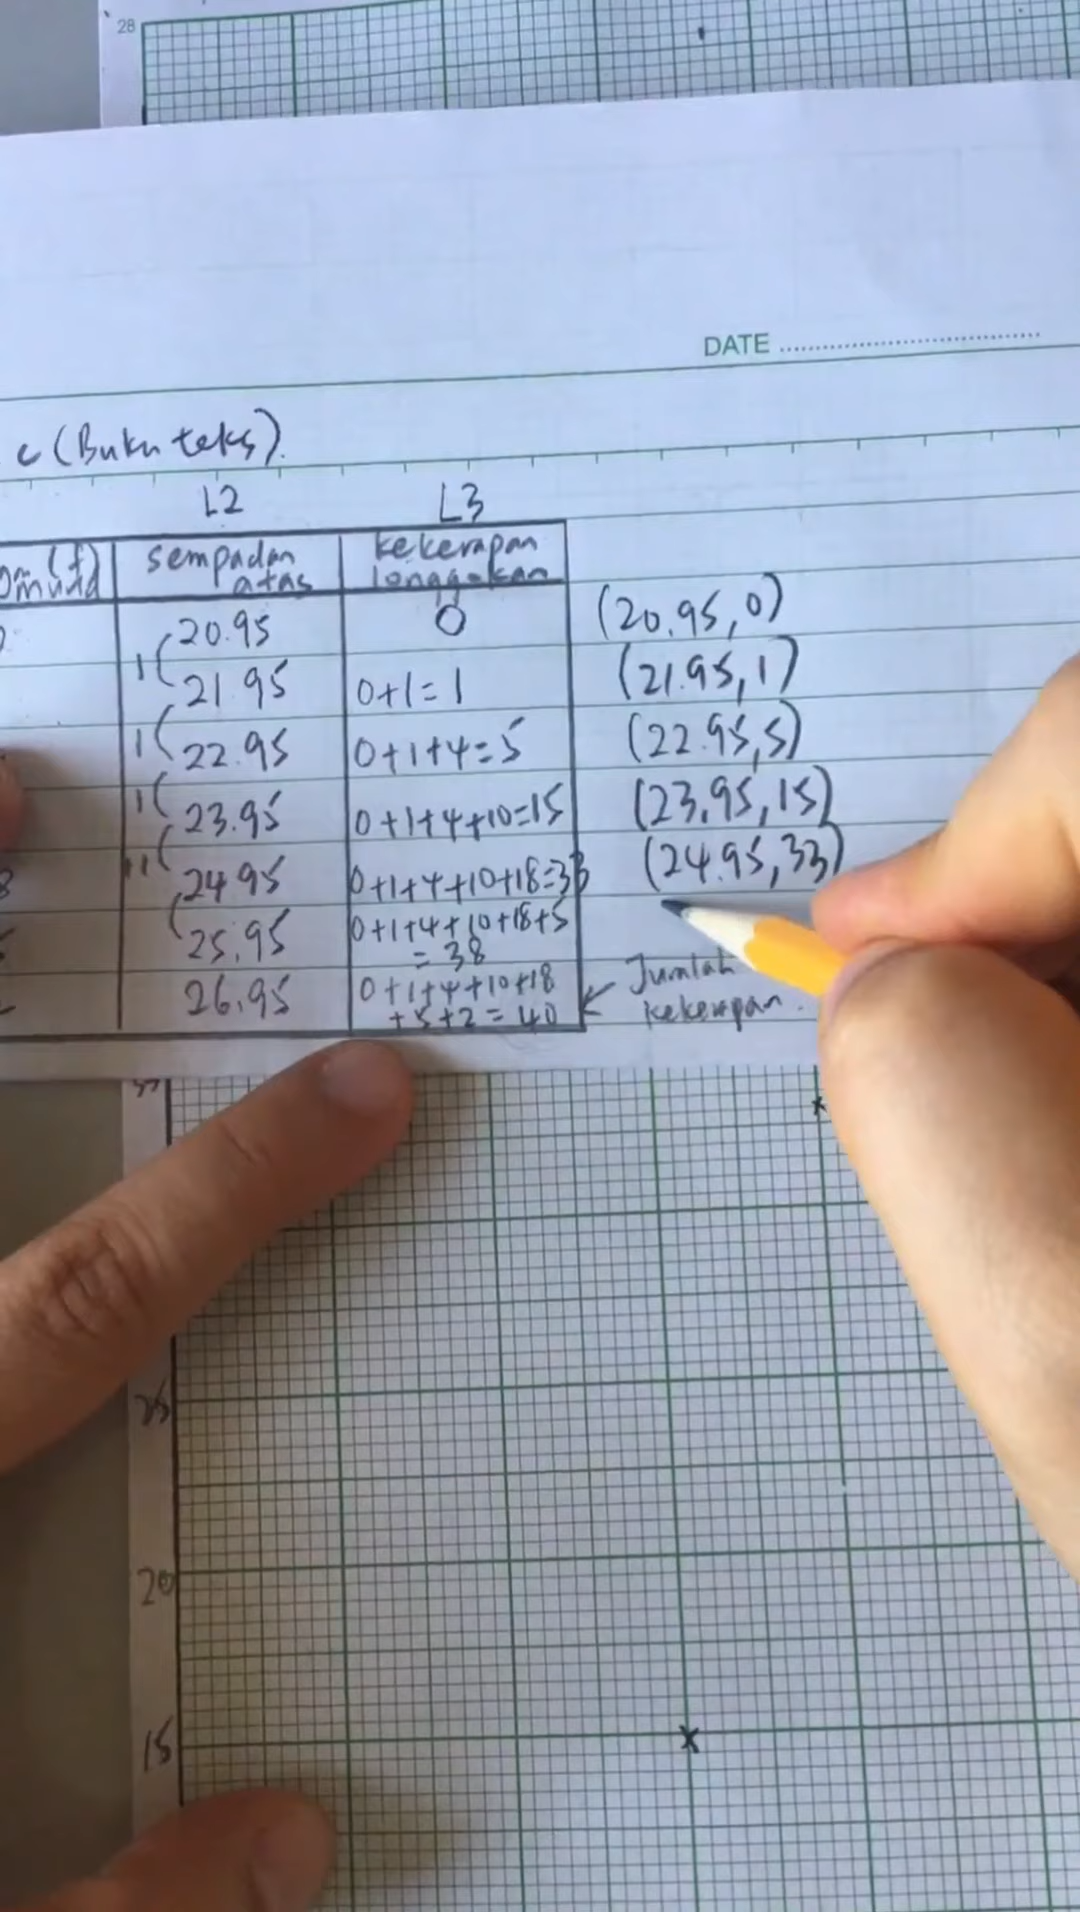 28
DATE
c (Buku teks).
L2 L3
(f) sempadan kekerapan
atas longgokan
20.95 0 (20.95, 0)
1 21.95 0+1=1 (21.95, 1)
1 22.95 0+1+4=5 (22.95, 5)
1 23.95 0+1+4+10=15 (23.95, 15)
24.95 0+1+4+10+18=33 (24.95, 33)
25.95 0+1+4+10+18+5
= 38
26.95 0+1+4+10+18 Jumlah
+5+2=40 kekerapan.
25
20
15